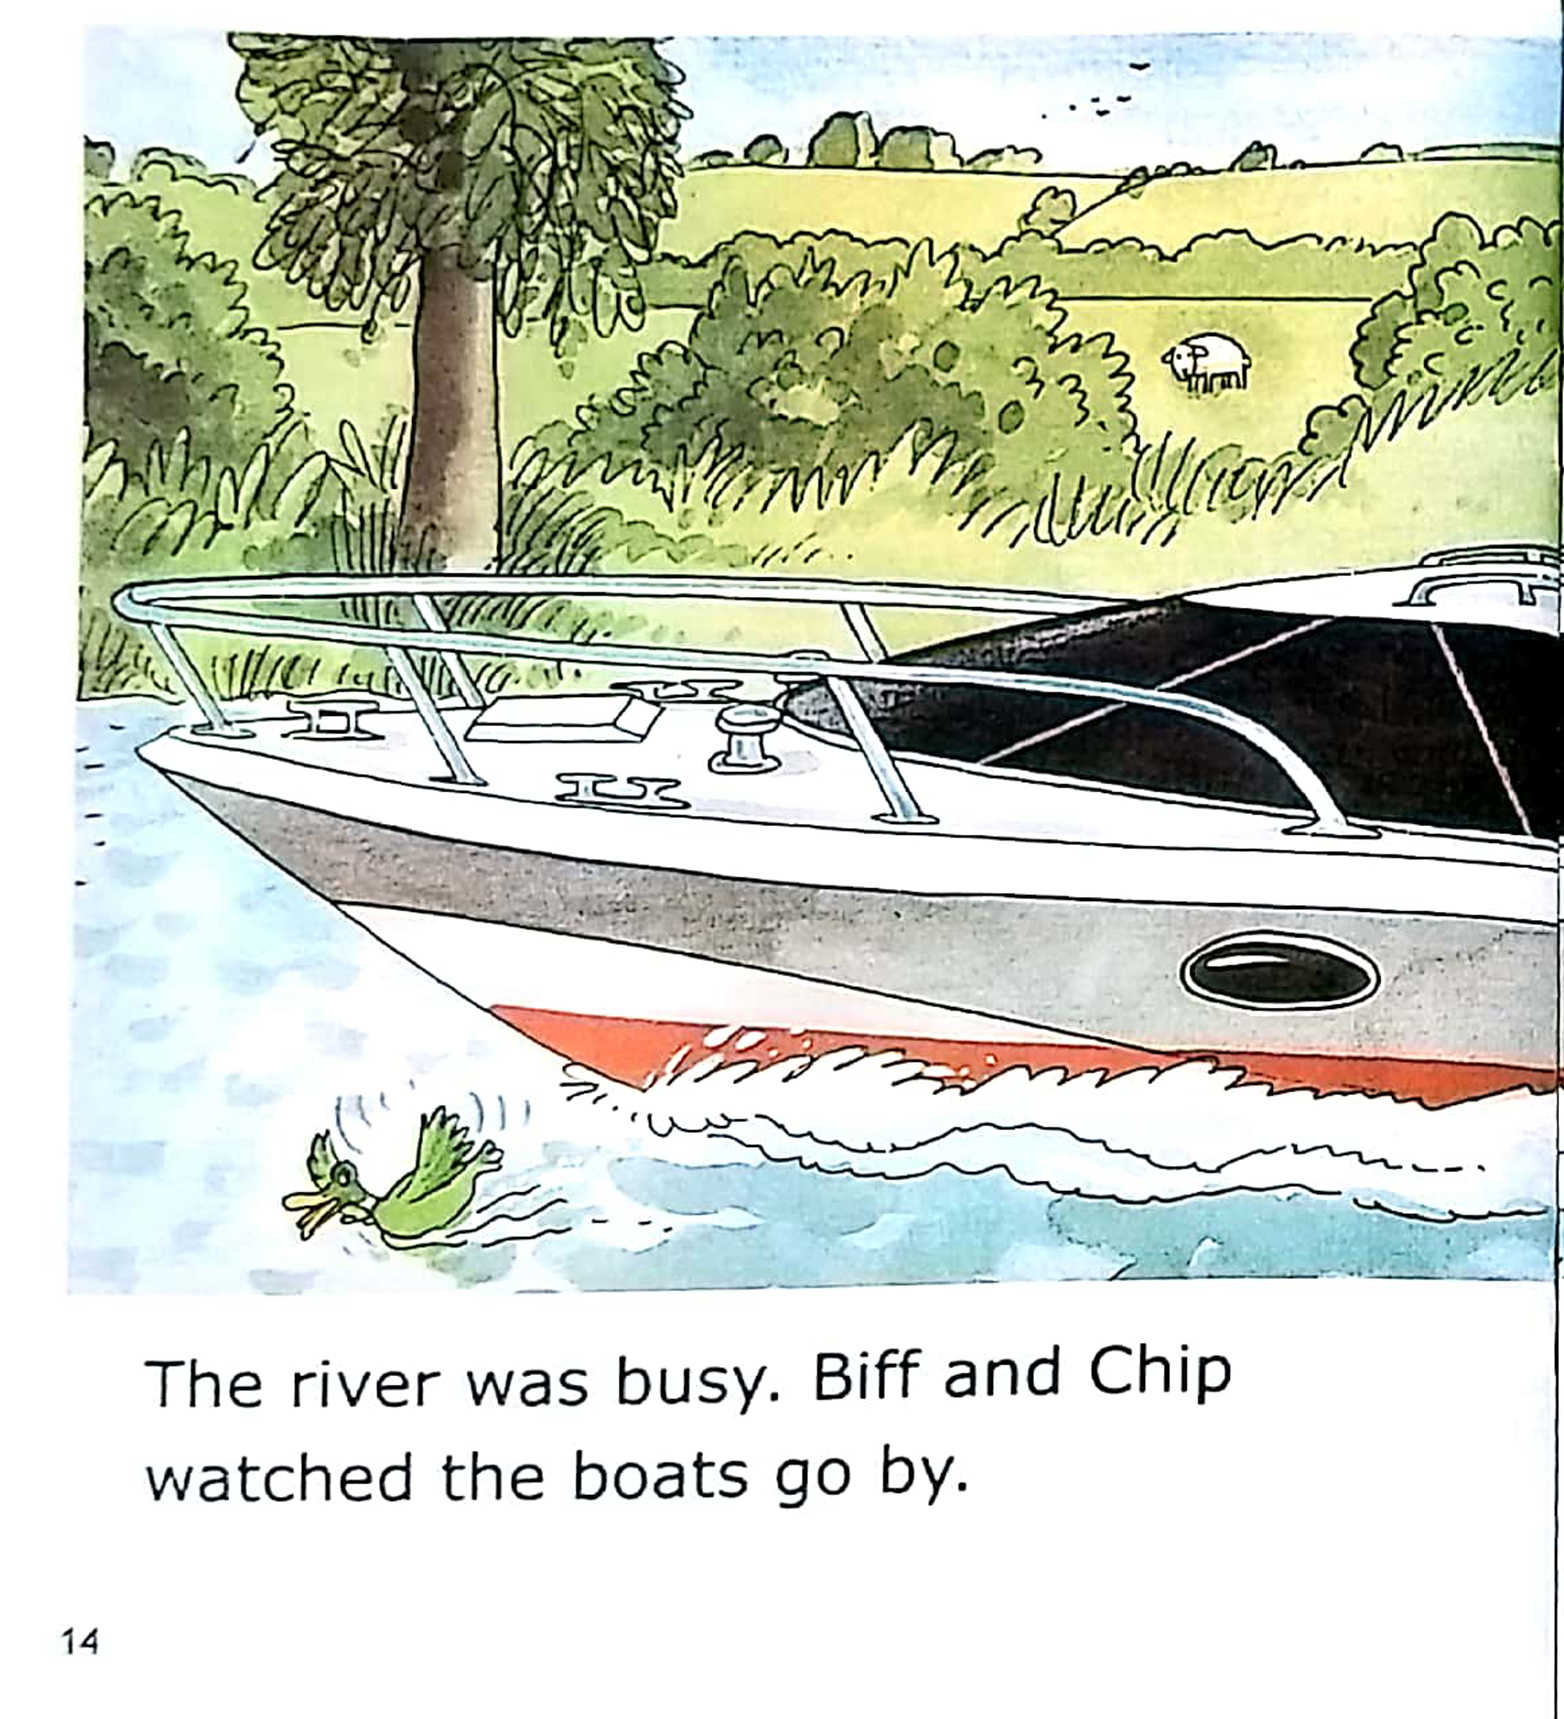 The river was busy. Biff and Chip
watched the boats go by.
14